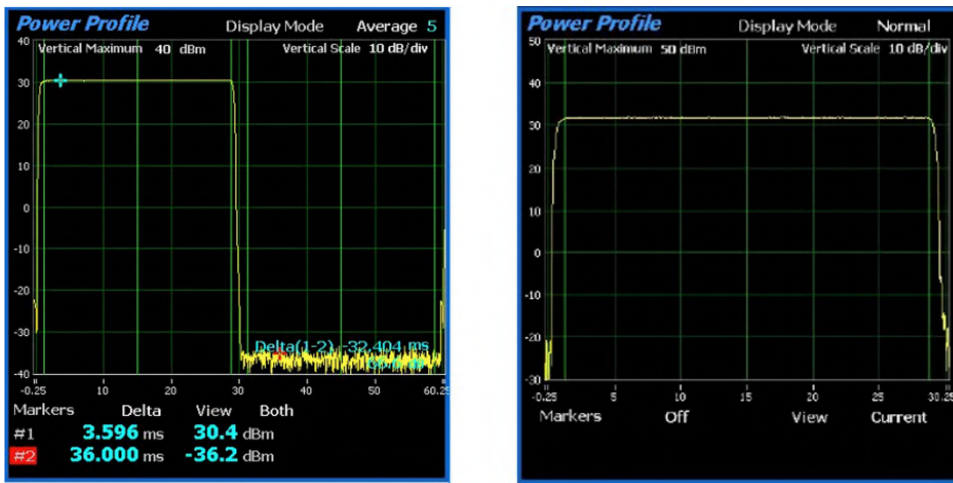 Power Profile Display Mode Average 5
Vertical Maximum 40 dBm Vertical Scale 10 dB/div
40
30
20
10
0
-10
-20
-30
-40
Delta(1-2) -32.404 ms
-0.25 10 20 30 40 50 60.25
Markers Delta View Both
#1 3.596 ms 30.4 dBm
#2 36.000 ms -36.2 dBm
Power Profile Display Mode Normal
Vertical Maximum 50 dBm Vertical Scale 10 dB/div
50
40
30
20
10
0
-10
-20
-30
-0.25 5 10 15 20 25 30.25
Markers Off View Current